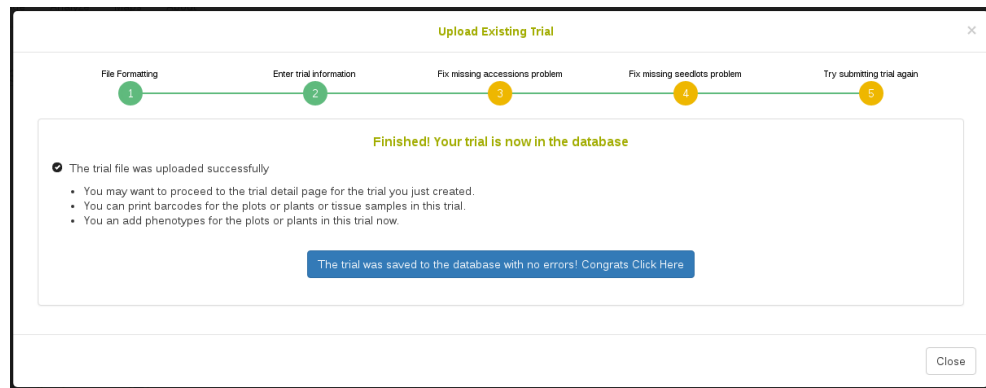 Upload Existing Trial
×
File Formatting
Enter trial information
Fix missing accessions problem
Fix missing seedlots problem
Try submitting trial again
1
2
3
4
5
Finished! Your trial is now in the database
The trial file was uploaded successfully
• You may want to proceed to the trial detail page for the trial you just created.
• You can print barcodes for the plots or plants or tissue samples in this trial.
• You an add phenotypes for the plots or plants in this trial now.
The trial was saved to the database with no errors! Congrats Click Here
Close